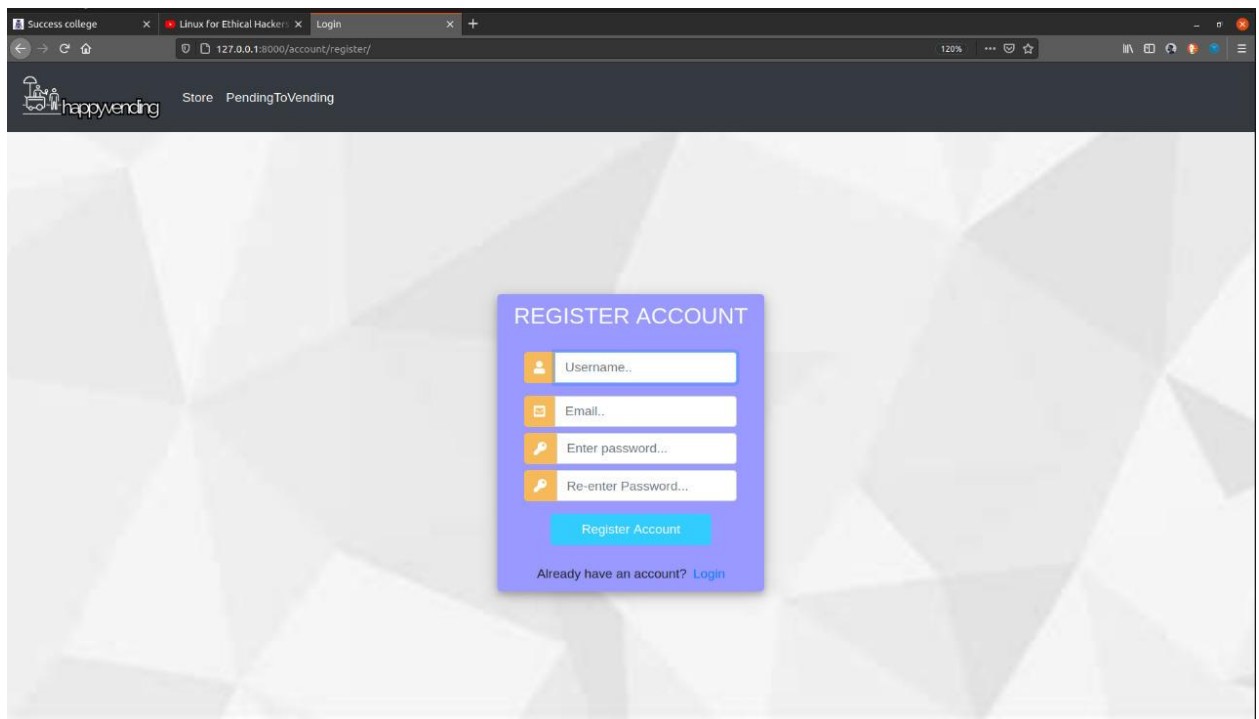 Success college
Linux for Ethical Hackers
Login
127.0.0.1:8000/account/register/
120%
happyvending
Store
PendingToVending
REGISTER ACCOUNT
Username..
Email..
Enter password...
Re-enter Password...
Register Account
Already have an account? Login